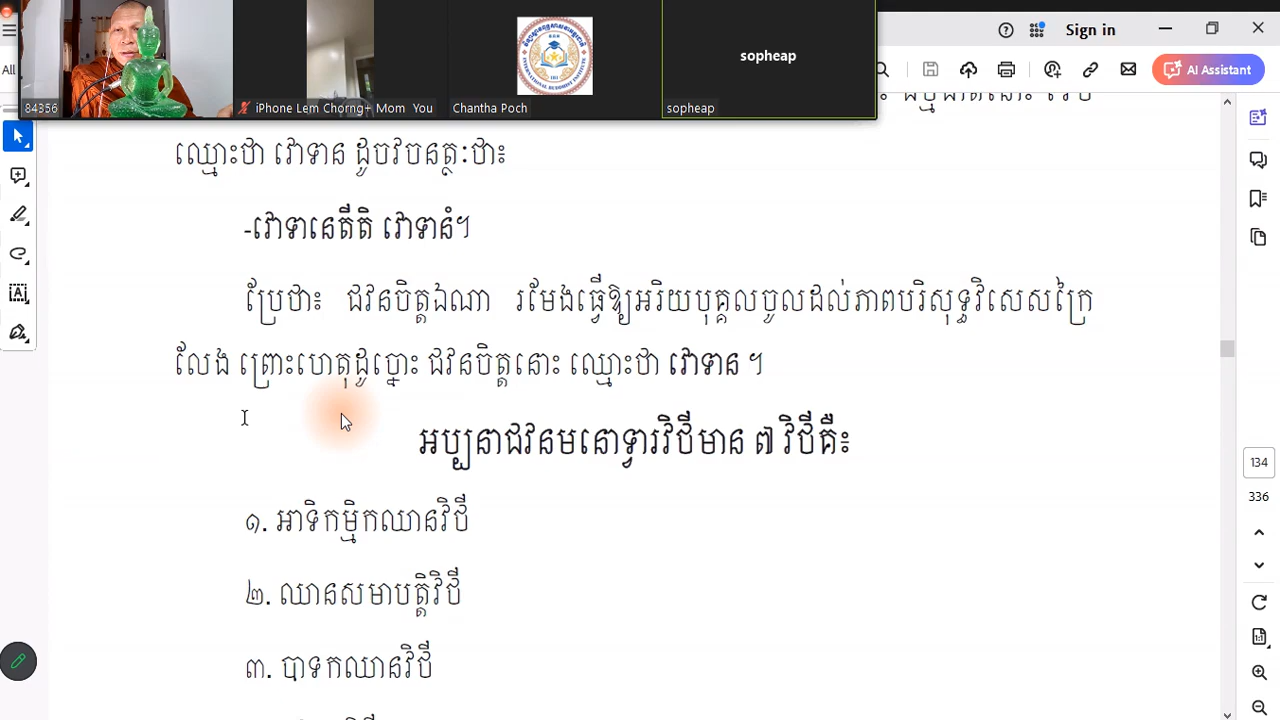 Sign in
All
AI Assistant
84356
iPhone Lem Chorng+ Mom You
Chantha Poch
sopheap
sopheap
ឈ្មោះថា វោទាន ដូចវចនត្ថៈថា៖
-វោទានេតីតិ វោទានំ។
ប្រែថា៖ ជវនចិត្តឯណា រមែងធ្វើឱ្យអរិយបុគ្គលចូលដល់ភាពបរិសុទ្ធវិសេសក្រៃ
លែង ព្រោះហេតុដូច្នោះ ជវនចិត្តនោះ ឈ្មោះថា វោទាន ។
អប្បនាជវនមនោទ្វារវិថីមាន ៧ វិថីគឺ៖
១. អាទិកម្មិកឈានវិថី
២. ឈានសមាបត្តិវិថី
៣. បាទកឈានវិថី
134
336